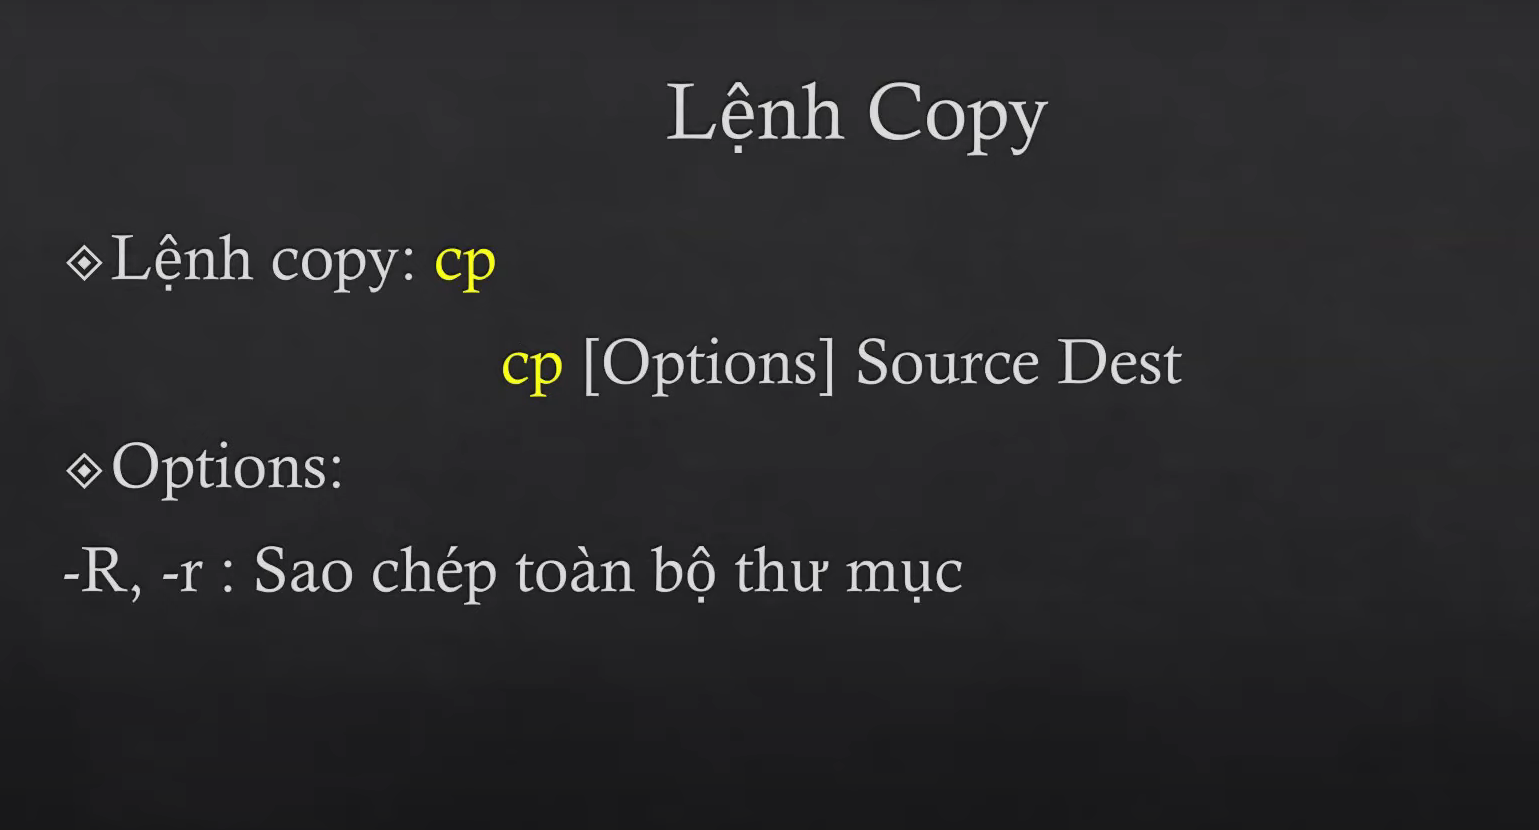 Lệnh Copy
Lệnh copy: cp
cp [Options] Source Dest
Options:
-R, -r : Sao chép toàn bộ thư mục